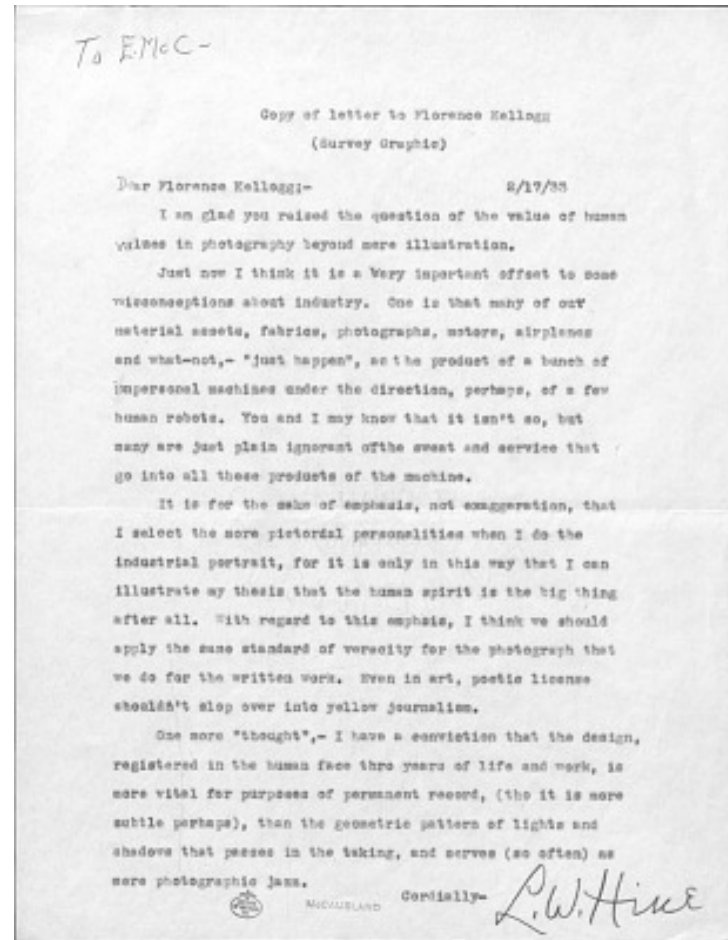 To E.McC-
Copy of letter to Florence Kellogg
(Survey Graphic)
Dear Florence Kellogg:- 2/17/33
I am glad you raised the question of the value of human
values in photography beyond mere illustration.
Just now I think it is a Very important offset to some
misconceptions about industry. One is that many of our
material assets, fabrics, photographs, motors, airplanes
and what-not,- "just happen", as the product of a bunch of
impersonal machines under the direction, perhaps, of a few
human robots. You and I may know that it isn't so, but
many are just plain ignorant ofthe sweat and service that
go into all these products of the machine.
It is for the sake of emphasis, not exaggeration, that
I select the more pictorial personalities when I do the
industrial portrait, for it is only in this way that I can
illustrate my thesis that the human spirit is the big thing
after all. With regard to this emphsis, I think we should
apply the same standard of veracity for the photograph that
we do for the written work. Even in art, poetic license
shouldn't slop over into yellow journalism.
One more "thought",- I have a conviction that the design,
registered in the human face thro years of life and work, is
more vital for purposes of permanent record, (tho it is more
subtle perhaps), than the geometric pattern of lights and
shadows that passes in the taking, and serves (so often) as
mere photographic jazz.
Cordially- L.W.Hine
McCAUSLAND